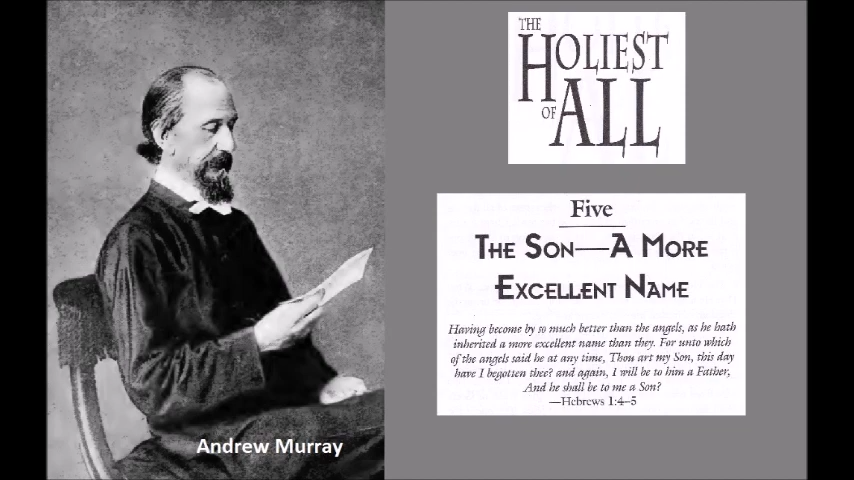 THE
HOLIEST
OF ALL
Five
THE SON—A MORE
EXCELLENT NAME
Having become by so much better than the angels, as he hath
inherited a more excellent name than they. For unto which
of the angels said he at any time, Thou art my Son, this day
have I begotten thee? and again, I will be to him a Father,
And he shall be to me a Son?
—Hebrews 1:4–5
Andrew Murray